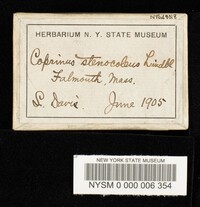 HERBARIUM N. Y. STATE MUSEUM
Coprinus stenocoleus Lindbl
Falmouth, Mass.
S. Davis June 1905
NEW YORK STATE MUSEUM
NYSM 0 000 006 354